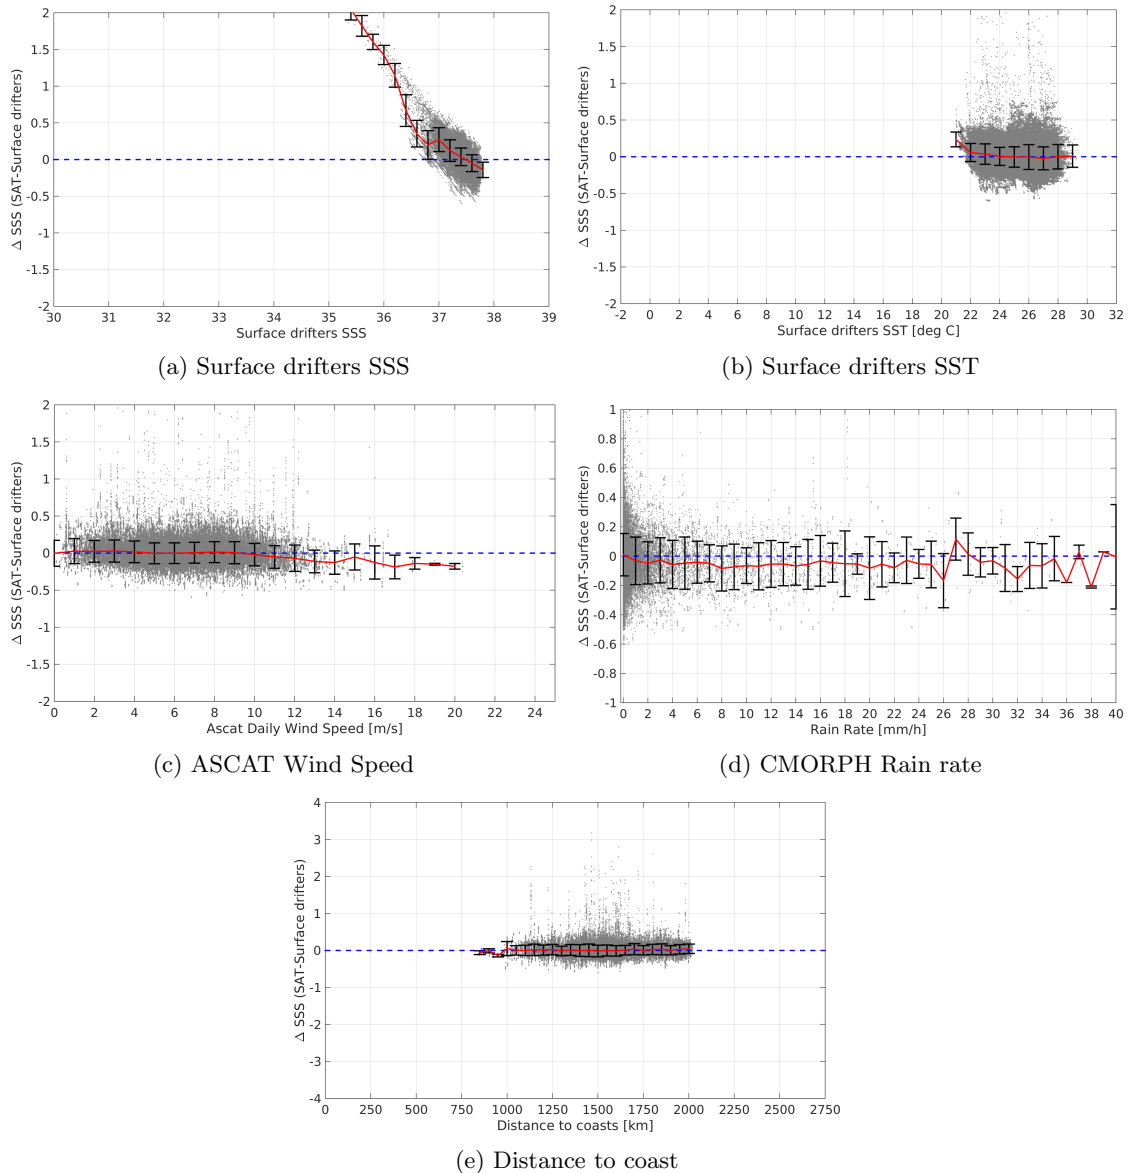 2
1.5
1
0.5
0
-0.5
-1
-1.5
-2
Δ SSS (SAT-Surface drifters)
30 31 32 33 34 35 36 37 38 39
Surface drifters SSS
(a) Surface drifters SSS
2
1.5
1
0.5
0
-0.5
-1
-1.5
-2
Δ SSS (SAT-Surface drifters)
-2 0 2 4 6 8 10 12 14 16 18 20 22 24 26 28 30 32
Surface drifters SST [deg C]
(b) Surface drifters SST
2
1.5
1
0.5
0
-0.5
-1
-1.5
-2
Δ SSS (SAT-Surface drifters)
0 2 4 6 8 10 12 14 16 18 20 22 24
Ascat Daily Wind Speed [m/s]
(c) ASCAT Wind Speed
1
0.8
0.6
0.4
0.2
0
-0.2
-0.4
-0.6
-0.8
-1
Δ SSS (SAT-Surface drifters)
0 2 4 6 8 10 12 14 16 18 20 22 24 26 28 30 32 34 36 38 40
Rain Rate [mm/h]
(d) CMORPH Rain rate
4
3
2
1
0
-1
-2
-3
-4
Δ SSS (SAT-Surface drifters)
0 250 500 750 1000 1250 1500 1750 2000 2250 2500 2750
Distance to coasts [km]
(e) Distance to coast